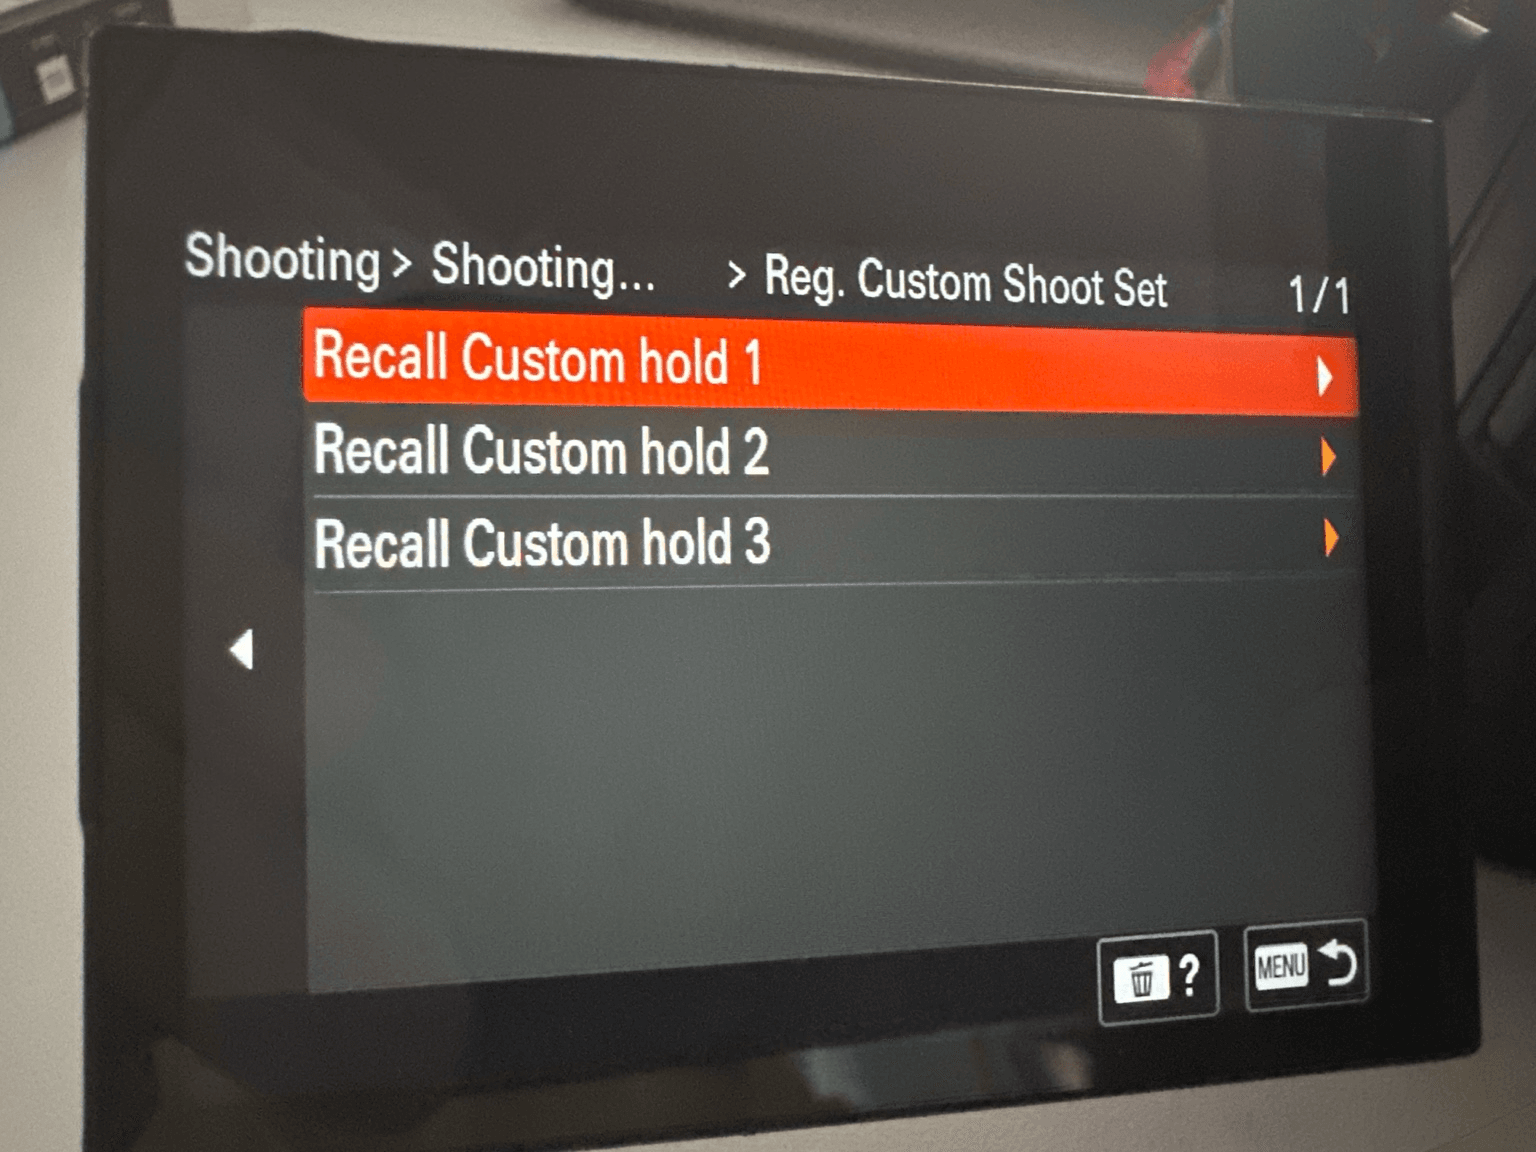 Shooting > Shooting... > Reg. Custom Shoot Set 1/1
Recall Custom hold 1
Recall Custom hold 2
Recall Custom hold 3
? MENU